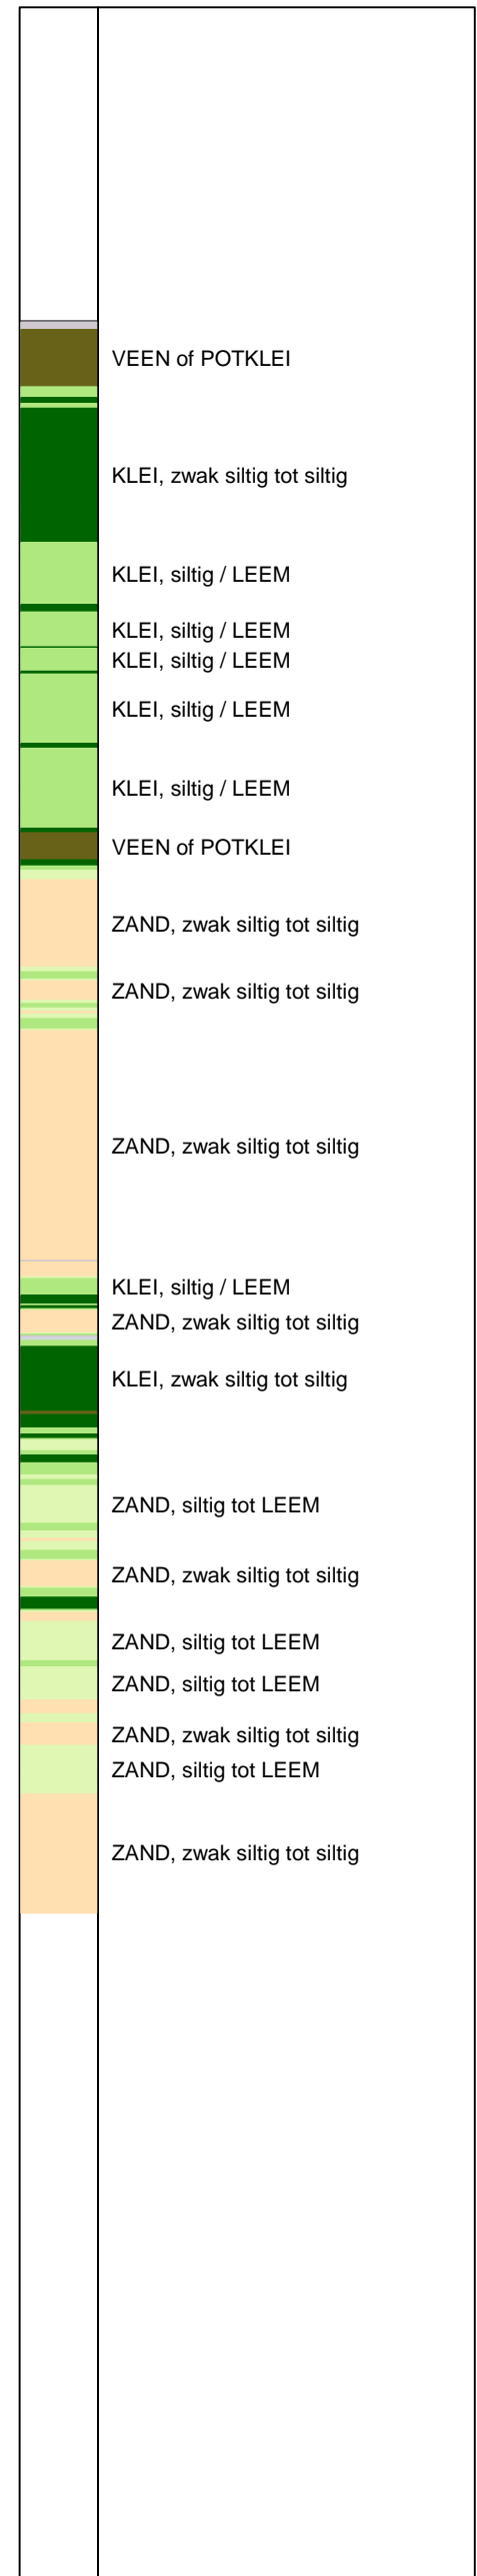 VEEN of POTKLEI
KLEI, zwak siltig tot siltig
KLEI, siltig / LEEM
KLEI, siltig / LEEM
KLEI, siltig / LEEM
KLEI, siltig / LEEM
KLEI, siltig / LEEM
VEEN of POTKLEI
ZAND, zwak siltig tot siltig
ZAND, zwak siltig tot siltig
ZAND, zwak siltig tot siltig
KLEI, siltig / LEEM
ZAND, zwak siltig tot siltig
KLEI, zwak siltig tot siltig
ZAND, siltig tot LEEM
ZAND, zwak siltig tot siltig
ZAND, siltig tot LEEM
ZAND, siltig tot LEEM
ZAND, zwak siltig tot siltig
ZAND, siltig tot LEEM
ZAND, zwak siltig tot siltig